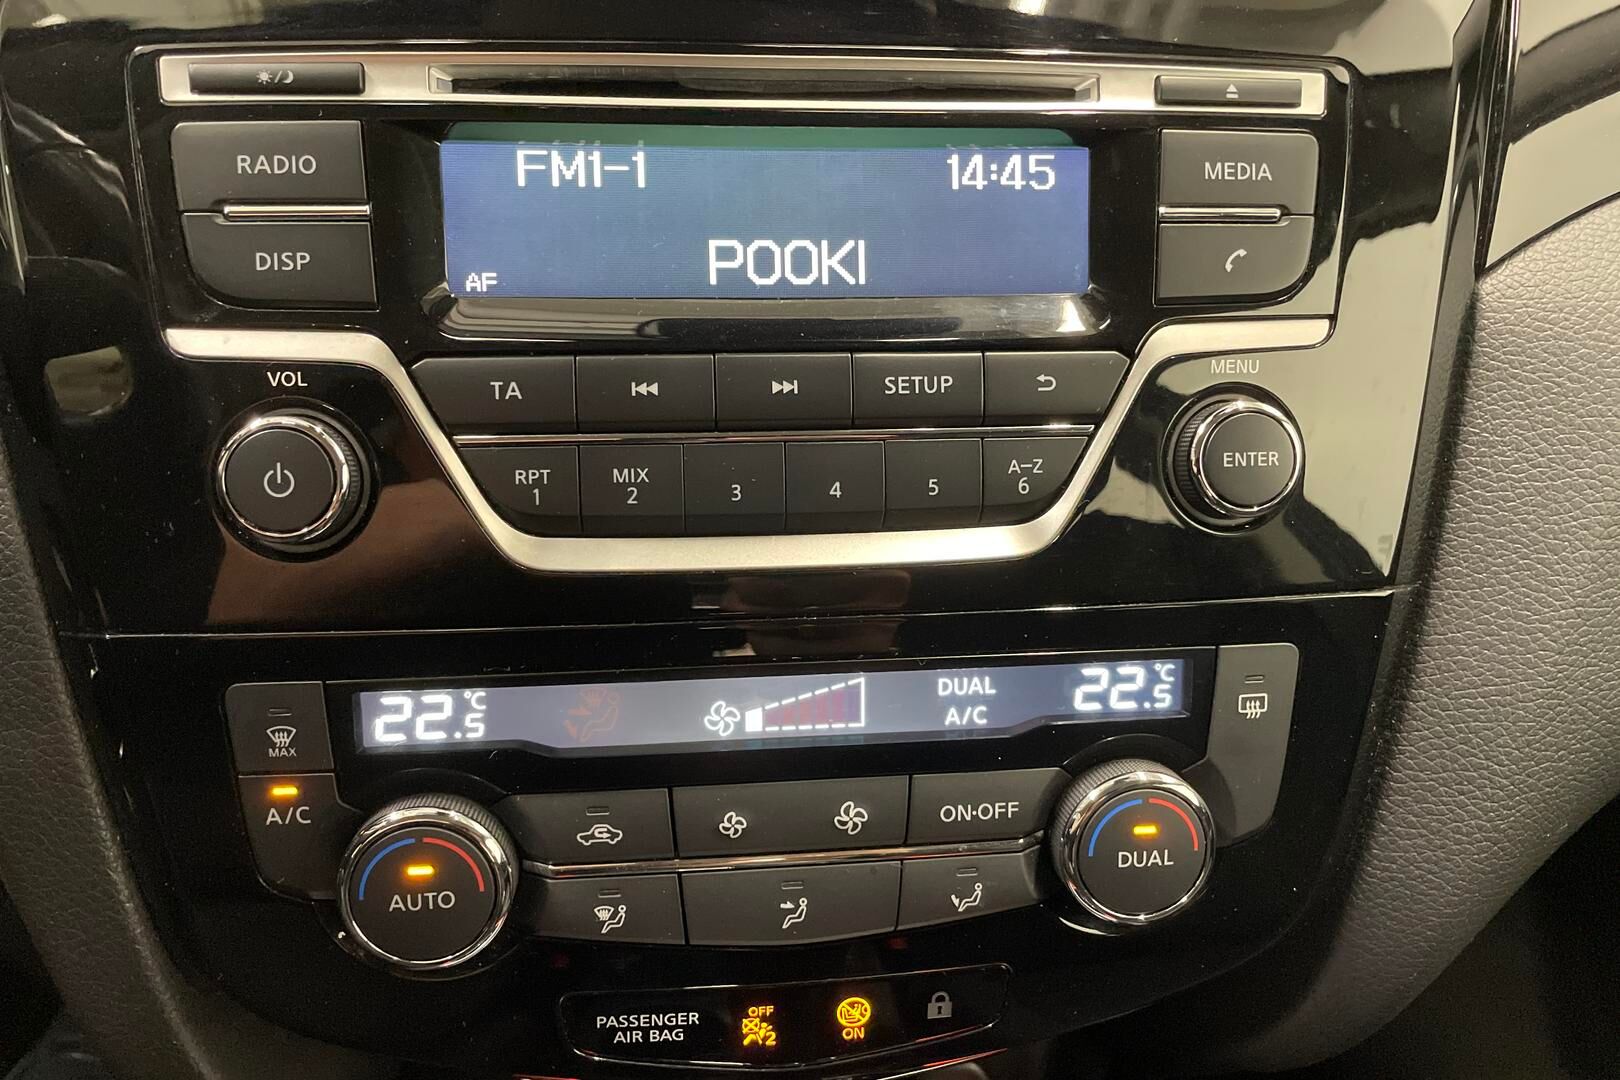 RADIO
DISP
FM1-1 14:45
POOKI
AF
MEDIA
VOL
MENU
TA
SETUP
RPT 1
MIX 2
3
4
5
A-Z 6
ENTER
22.5 °C
DUAL
A/C
22.5 °C
MAX
A/C
AUTO
ON·OFF
DUAL
PASSENGER
AIR BAG
OFF
2
ON